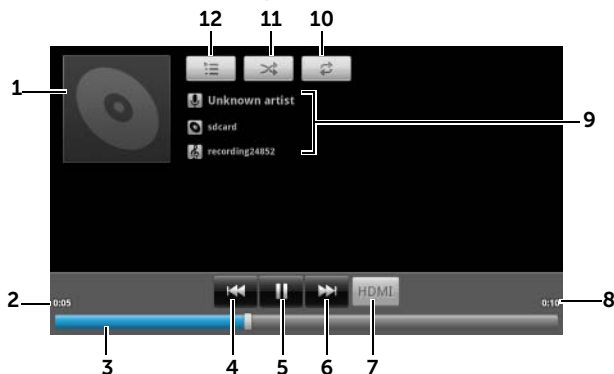 12 11 10
1
Unknown artist
sdcard
9
recording24852
HDMI
2 0:05 0:10 8
3 4 5 6 7